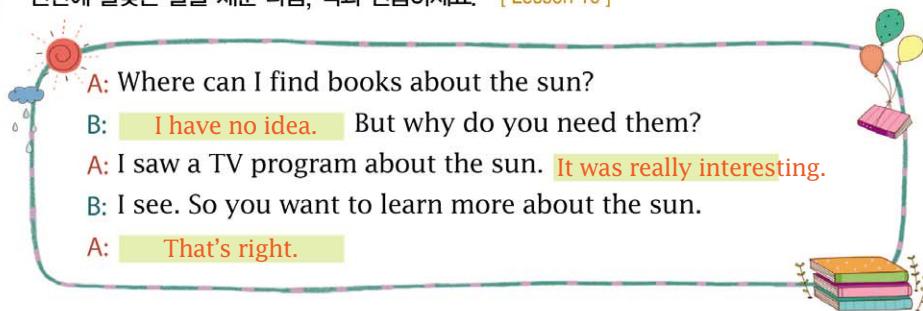 [Lesson 10]
A: Where can I find books about the sun?
B: I have no idea. But why do you need them?
A: I saw a TV program about the sun. It was really interesting.
B: I see. So you want to learn more about the sun.
A: That's right.